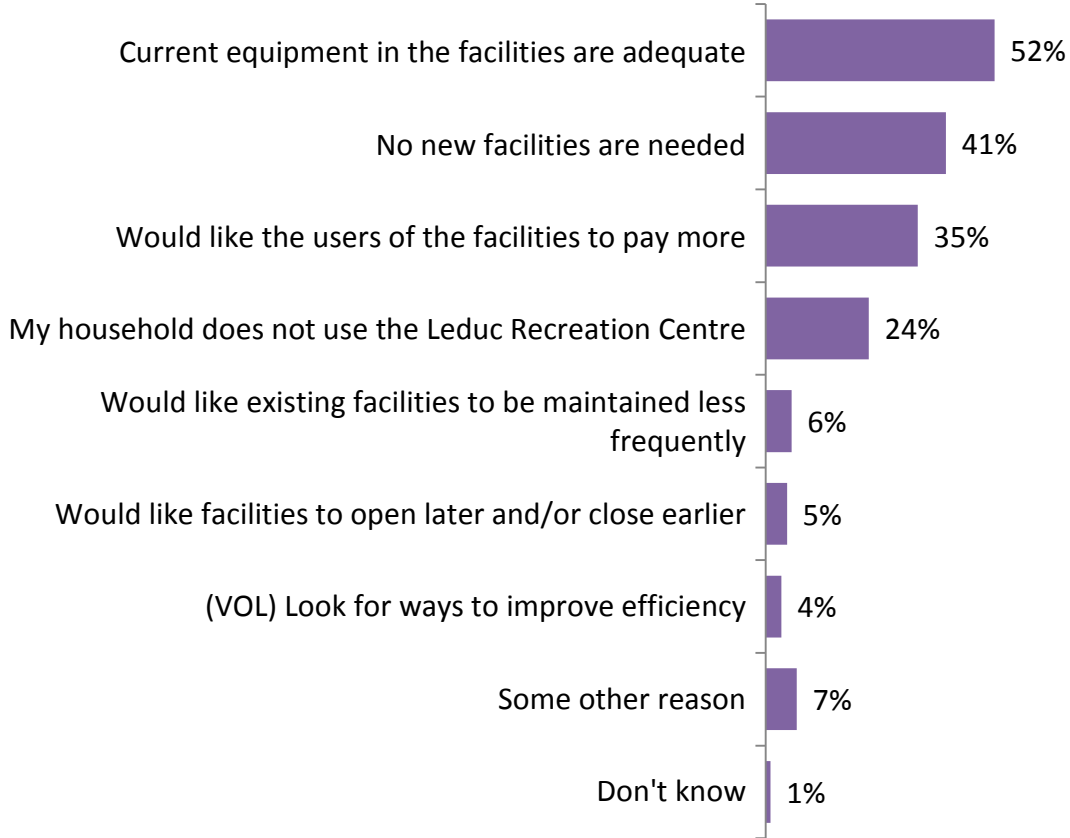 Current equipment in the facilities are adequate 52%
No new facilities are needed 41%
Would like the users of the facilities to pay more 35%
My household does not use the Leduc Recreation Centre 24%
Would like existing facilities to be maintained less
frequently 6%
Would like facilities to open later and/or close earlier 5%
(VOL) Look for ways to improve efficiency 4%
Some other reason 7%
Don't know 1%